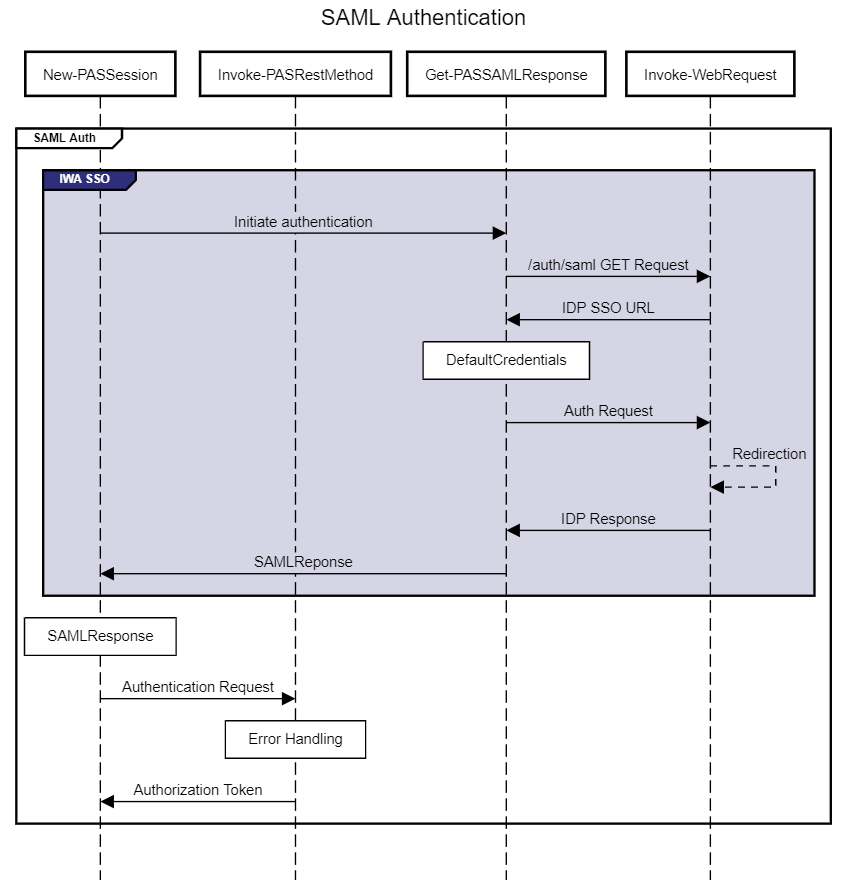 SAML Authentication
New-PASSession
Invoke-PASRestMethod
Get-PASSAMLResponse
Invoke-WebRequest
SAML Auth
IWA SSO
Initiate authentication
/auth/saml GET Request
IDP SSO URL
DefaultCredentials
Auth Request
Redirection
IDP Response
SAMLReponse
SAMLResponse
Authentication Request
Error Handling
Authorization Token